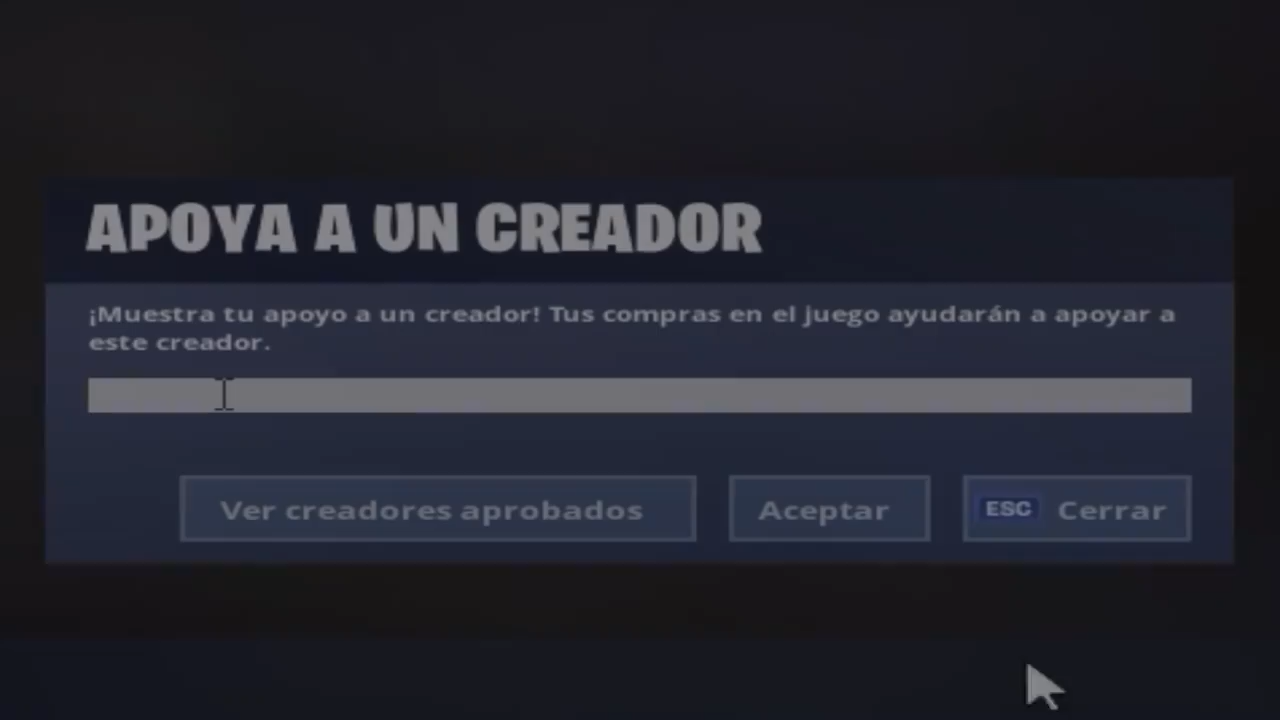 APOYA A UN CREADOR
¡Muestra tu apoyo a un creador! Tus compras en el juego ayudarán a apoyar a
este creador.
Ver creadores aprobados
Aceptar
ESC Cerrar